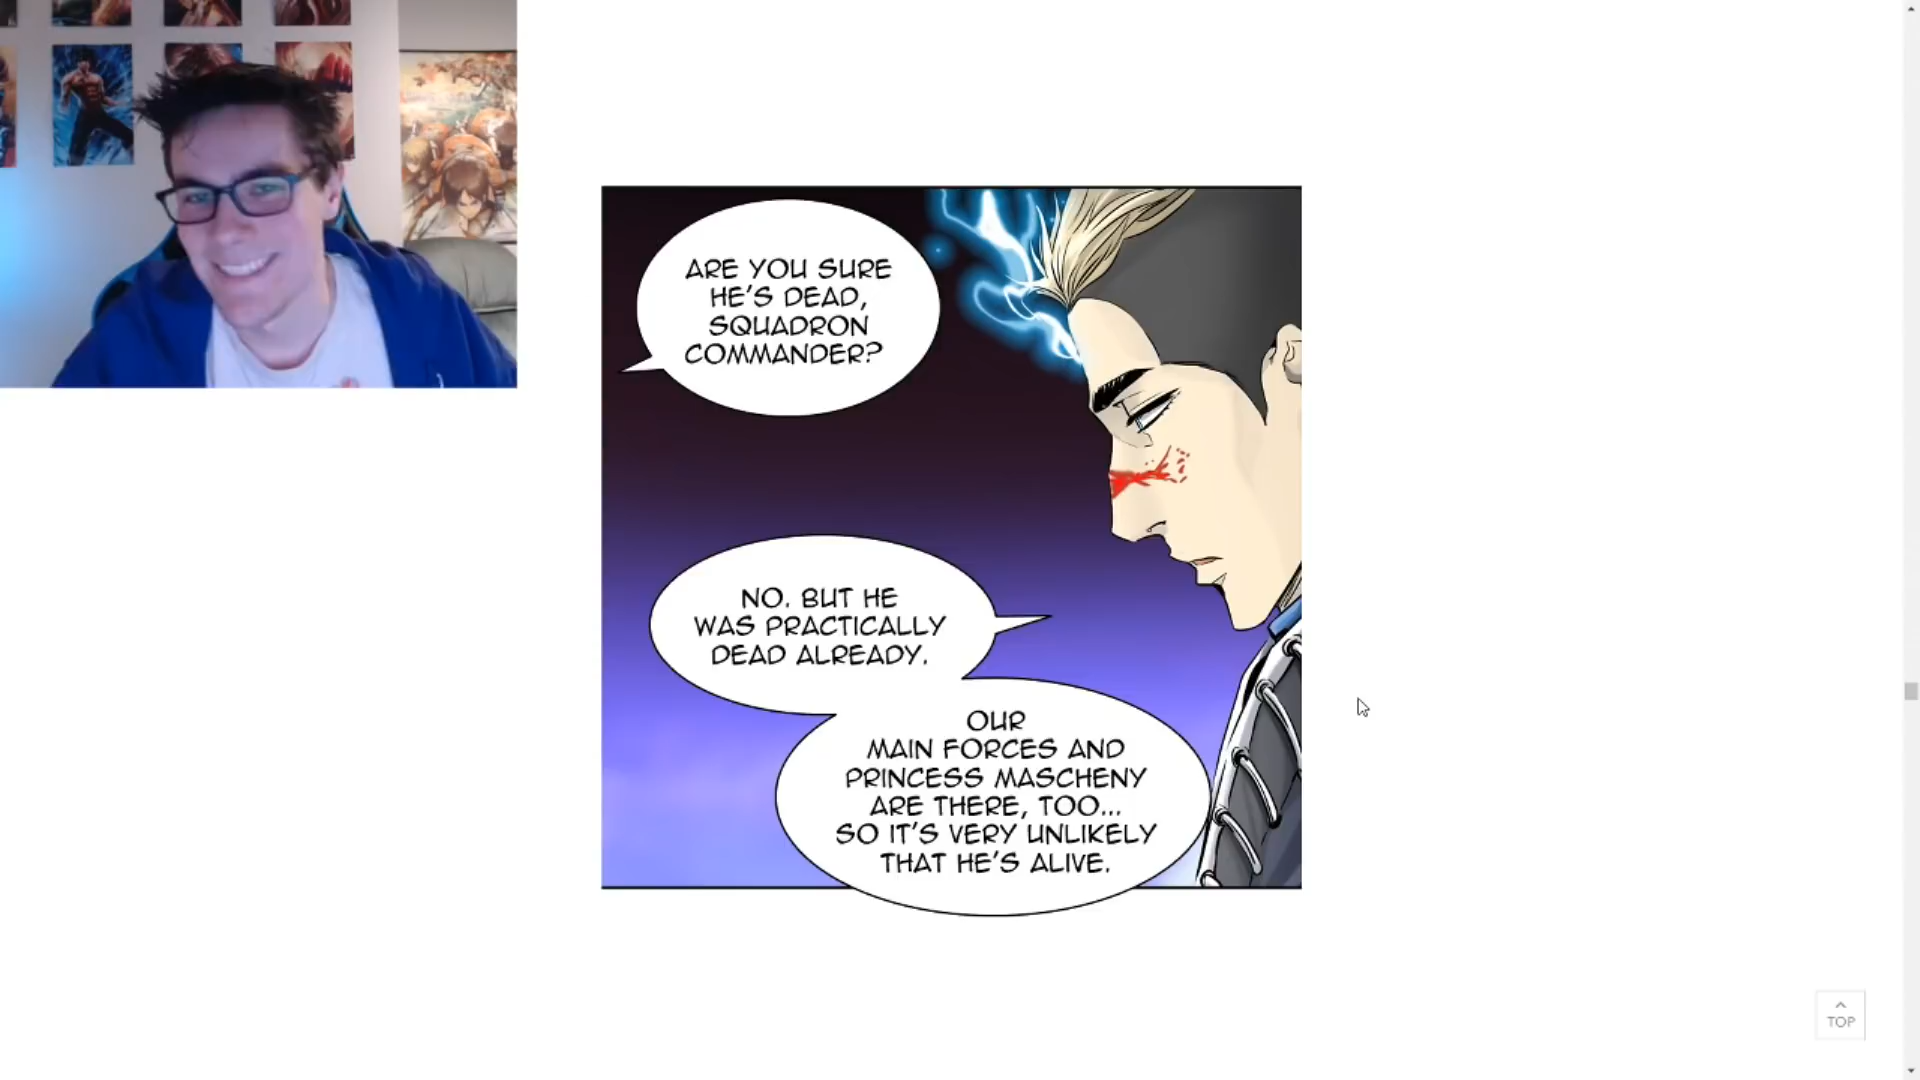 ARE YOU SURE
HE'S DEAD,
SQUADRON
COMMANDER?
NO. BUT HE
WAS PRACTICALLY
DEAD ALREADY.
OUR
MAIN FORCES AND
PRINCESS MASCHENY
ARE THERE, TOO...
SO IT'S VERY UNLIKELY
THAT HE'S ALIVE.
TOP